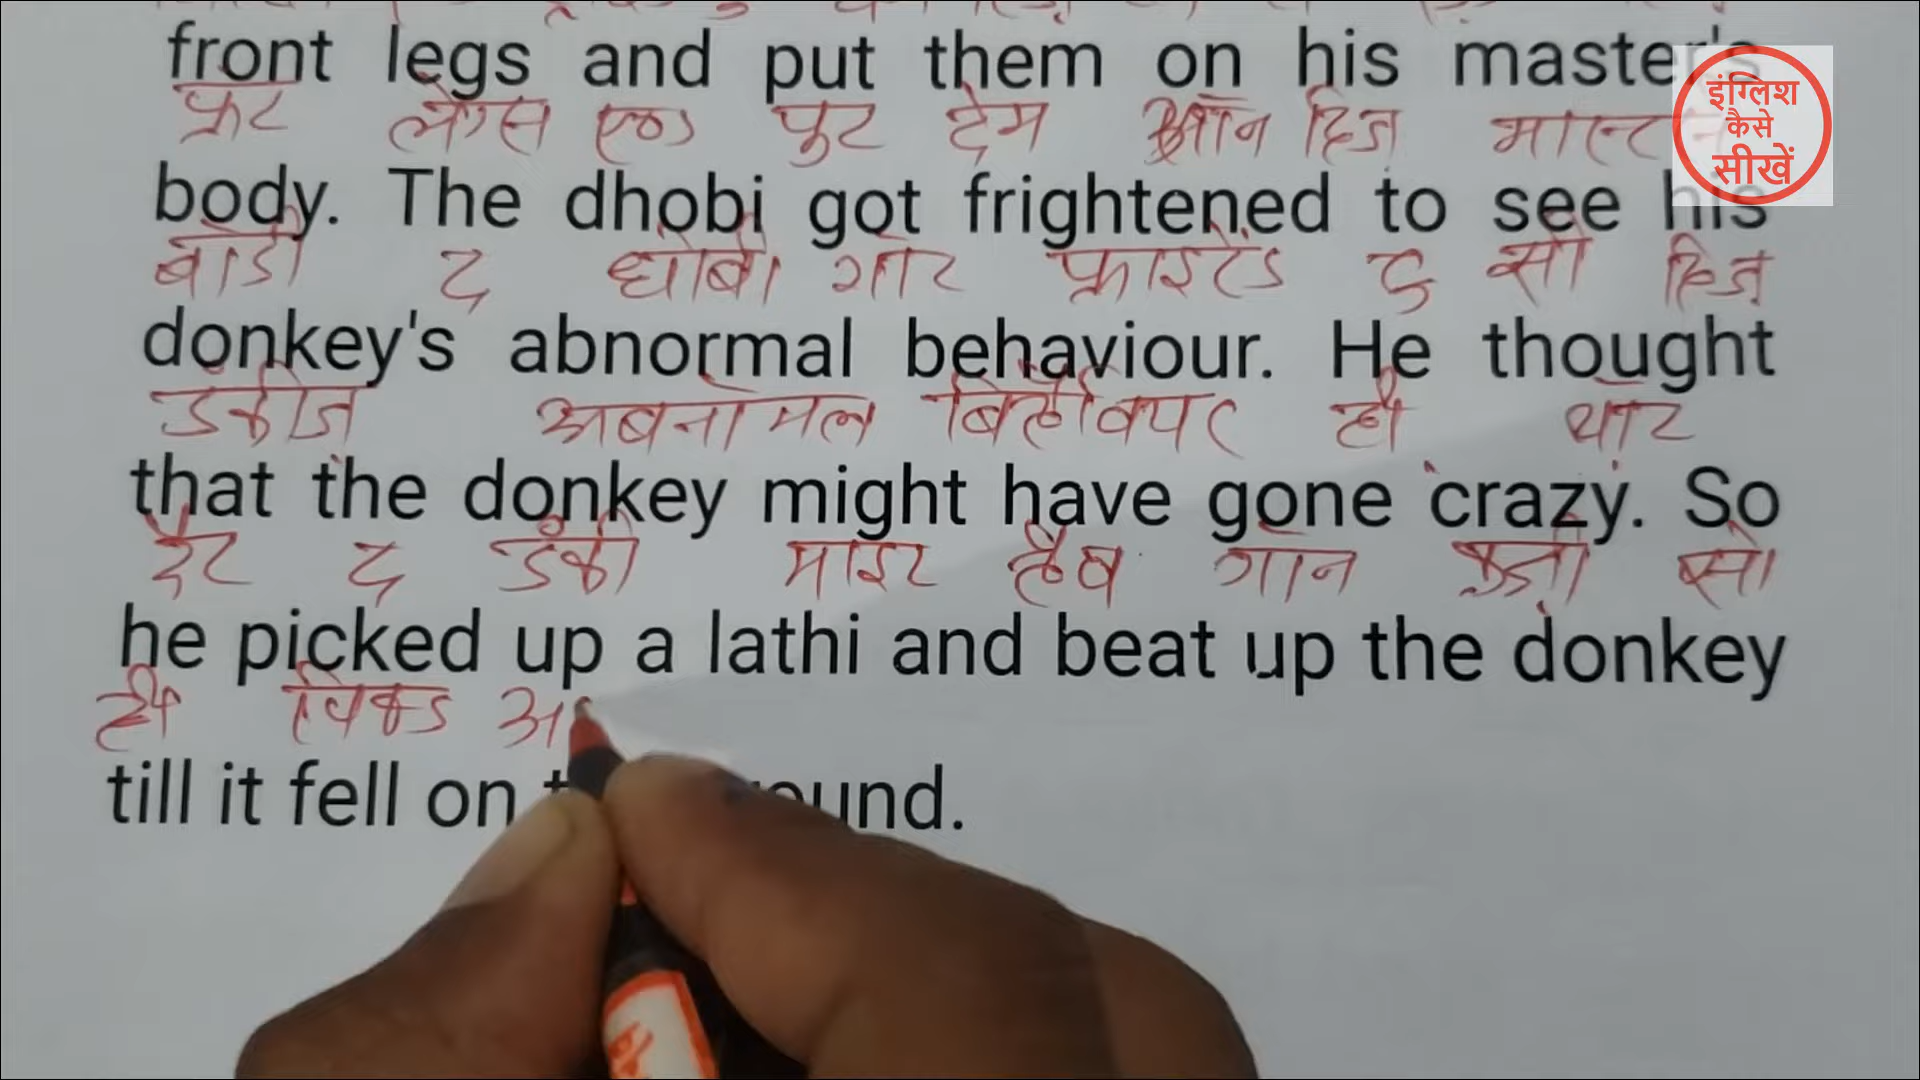 front legs and put them on his master's
फ्रंट लेग्स एण्ड पुट देम ऑन हिज मास्टर
इंग्लिश
कैसे
सीखें
body. The dhobi got frightened to see his
बॉडी द धोबी गोट फ्राइटेंड टु सी हिज
donkey's abnormal behaviour. He thought
डंकीज अबनोमल बिहैवियर ही थॉट
that the donkey might have gone crazy. So
दैट द डंकी माइट हैव गॉन क्रेजी सो
he picked up a lathi and beat up the donkey
ही पिक्ड अ
till it fell on